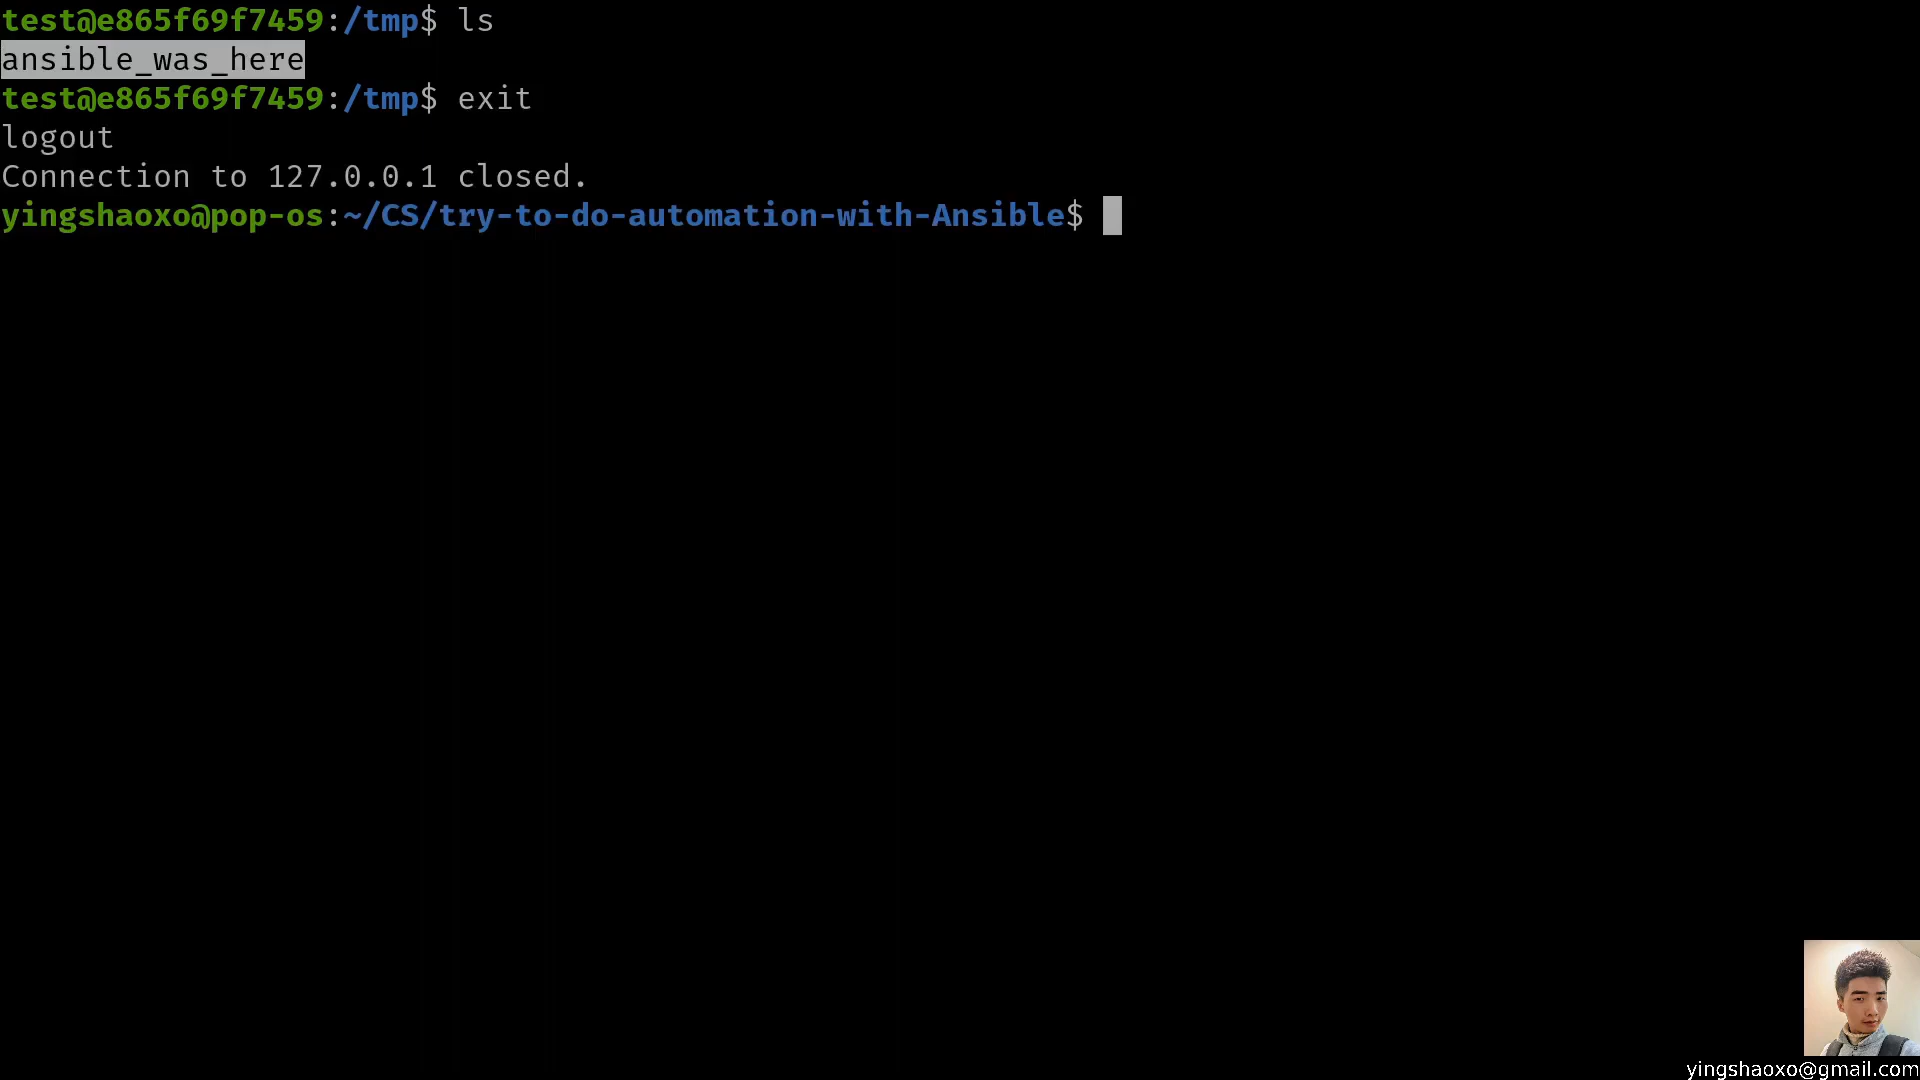 test@e865f69f7459:/tmp$ ls
ansible_was_here
test@e865f69f7459:/tmp$ exit
logout
Connection to 127.0.0.1 closed.
yingshaoxo@pop-os:~/CS/try-to-do-automation-with-Ansible$
yingshaoxo@gmail.com